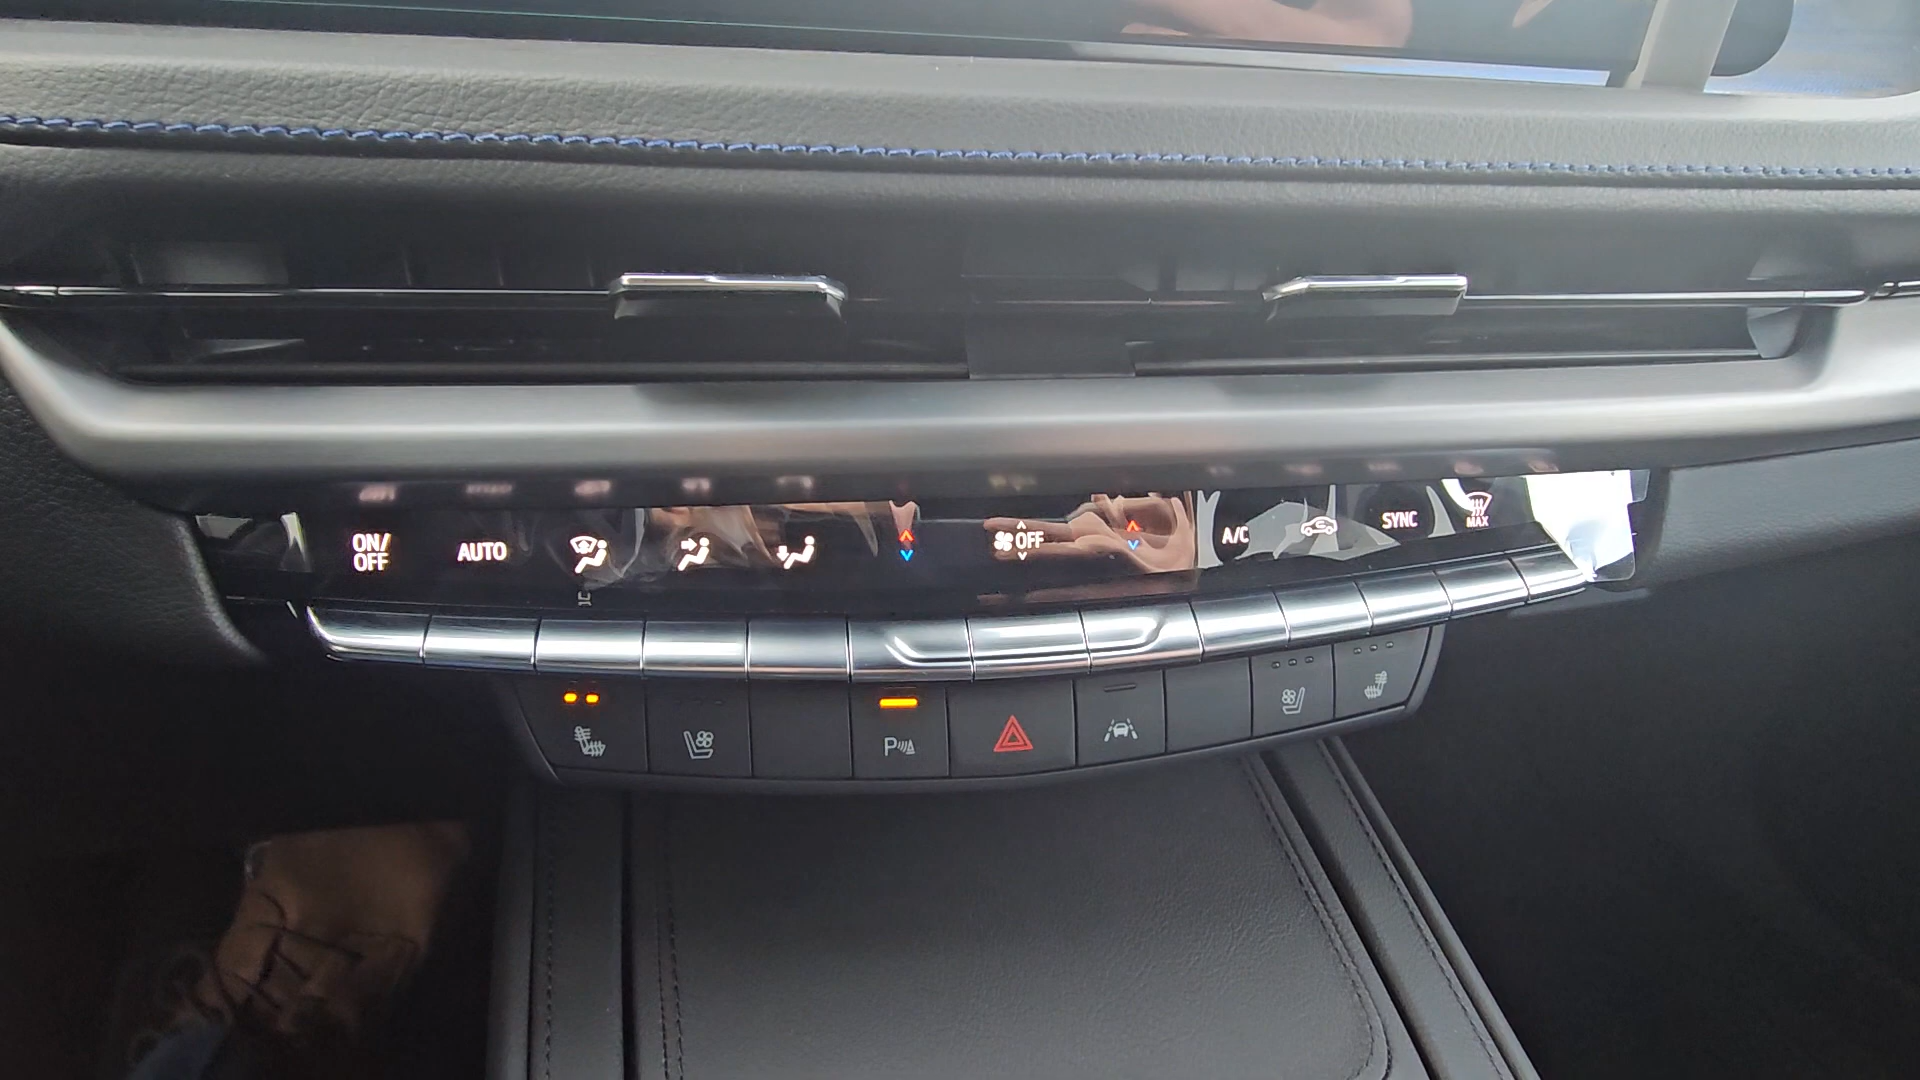 ON/
OFF
AUTO
OFF
A/C
SYNC
MAX
P